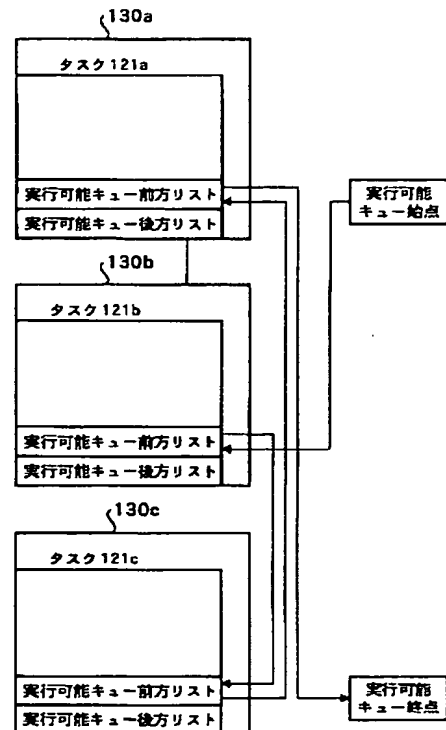 130a
タスク121a
実行可能キュー前方リスト
実行可能キュー後方リスト
実行可能
キュー始点
130b
タスク121b
実行可能キュー前方リスト
実行可能キュー後方リスト
130c
タスク121c
実行可能キュー前方リスト
実行可能キュー後方リスト
実行可能
キュー終点